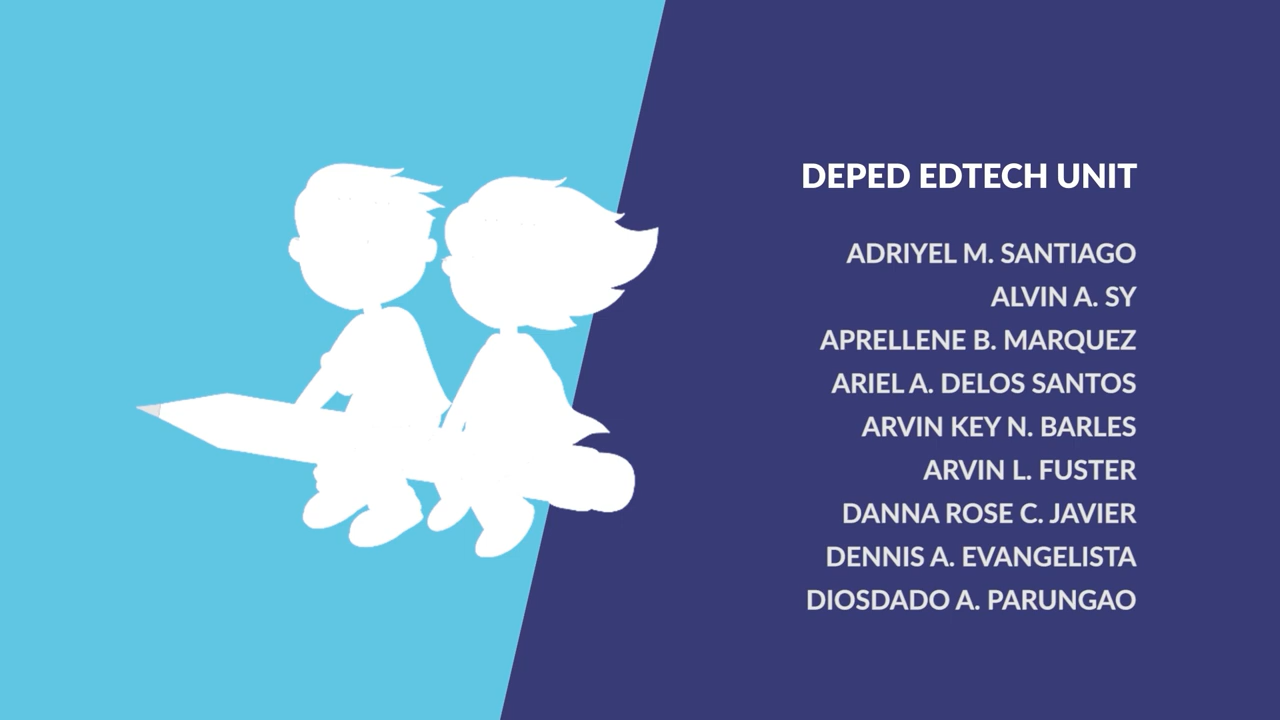 DEPED EDTECH UNIT
ADRIYEL M. SANTIAGO
ALVIN A. SY
APRELLENE B. MARQUEZ
ARIEL A. DELOS SANTOS
ARVIN KEY N. BARLES
ARVIN L. FUSTER
DANNA ROSE C. JAVIER
DENNIS A. EVANGELISTA
DIOSDADO A. PARUNGAO